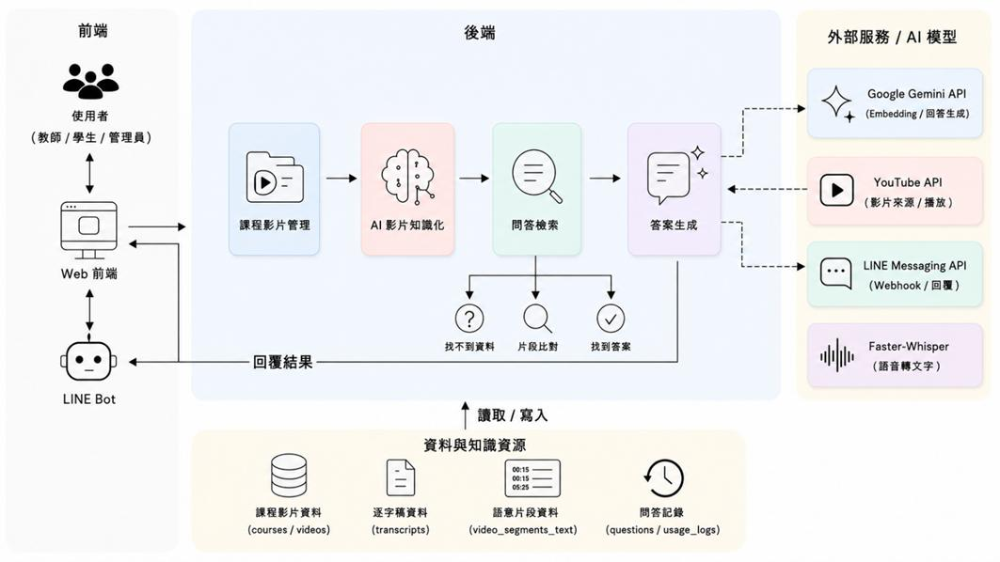 前端
使用者
（教師 / 學生 / 管理員）
Web 前端
LINE Bot
後端
課程影片管理
AI 影片知識化
問答檢索
答案生成
?
找不到資料
片段比對
找到答案
回覆結果
外部服務 / AI 模型
Google Gemini API
(Embedding / 回答生成)
YouTube API
（影片來源 / 播放）
LINE Messaging API
（Webhook / 回覆）
Faster-Whisper
（語音轉文字）
讀取 / 寫入
資料與知識資源
課程影片資料
(courses / videos)
逐字稿資料
(transcripts)
00:15
00:15
05:25
語意片段資料
(video_segments_text)
問答記錄
(questions / usage_logs)